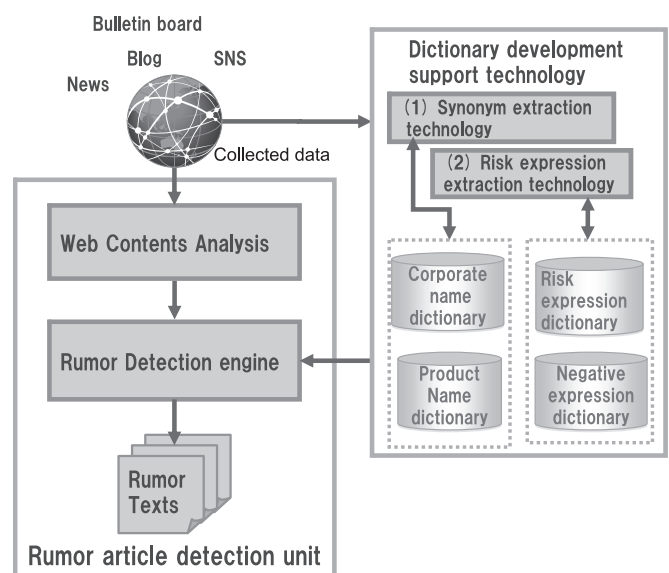 Bulletin board
Blog
SNS
News
Collected data
Web Contents Analysis
Rumor Detection engine
Rumor
Texts
Rumor article detection unit
Dictionary development
support technology
(1) Synonym extraction
technology
(2) Risk expression
extraction technology
Corporate
name
dictionary
Product
Name
dictionary
Risk
expression
dictionary
Negative
expression
dictionary